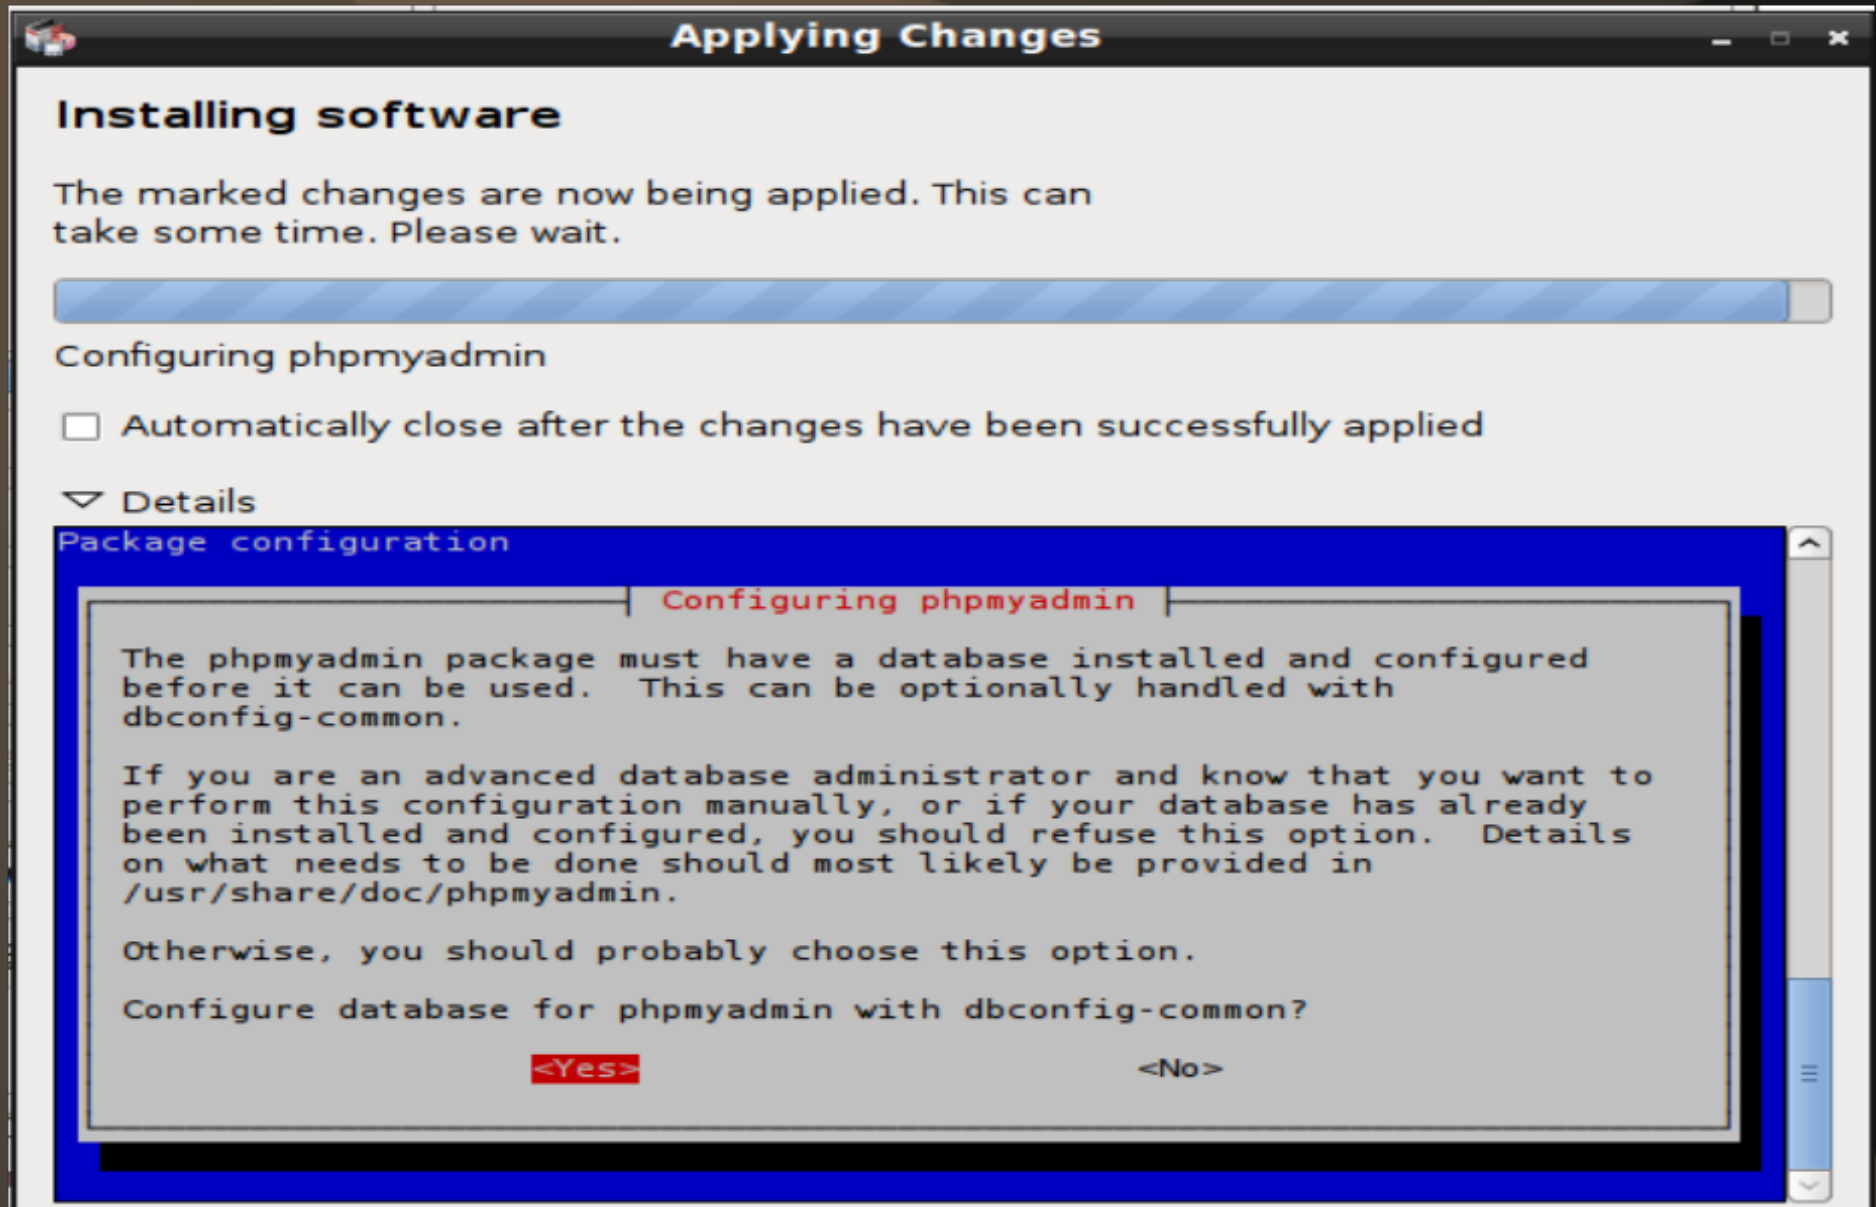 Applying Changes
Installing software
The marked changes are now being applied. This can
take some time. Please wait.
Configuring phpmyadmin
Automatically close after the changes have been successfully applied
Details
Package configuration
Configuring phpmyadmin
The phpmyadmin package must have a database installed and configured
before it can be used.  This can be optionally handled with
dbconfig-common.
If you are an advanced database administrator and know that you want to
perform this configuration manually, or if your database has already
been installed and configured, you should refuse this option.  Details
on what needs to be done should most likely be provided in
/usr/share/doc/phpmyadmin.
Otherwise, you should probably choose this option.
Configure database for phpmyadmin with dbconfig-common?
<Yes> <No>